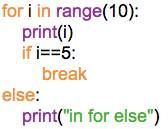 for i in range(10):
    print(i)
    if i==5:
        break
else:
    print("in for else")